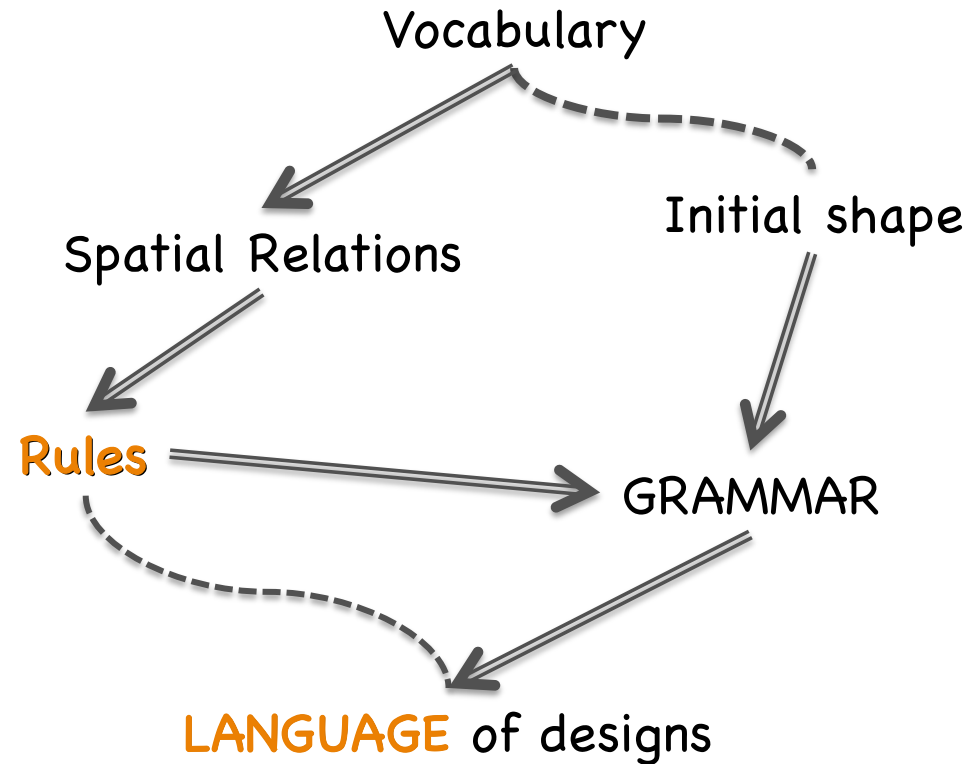 Vocabulary
Initial shape
Spatial Relations
Rules
GRAMMAR
LANGUAGE of designs